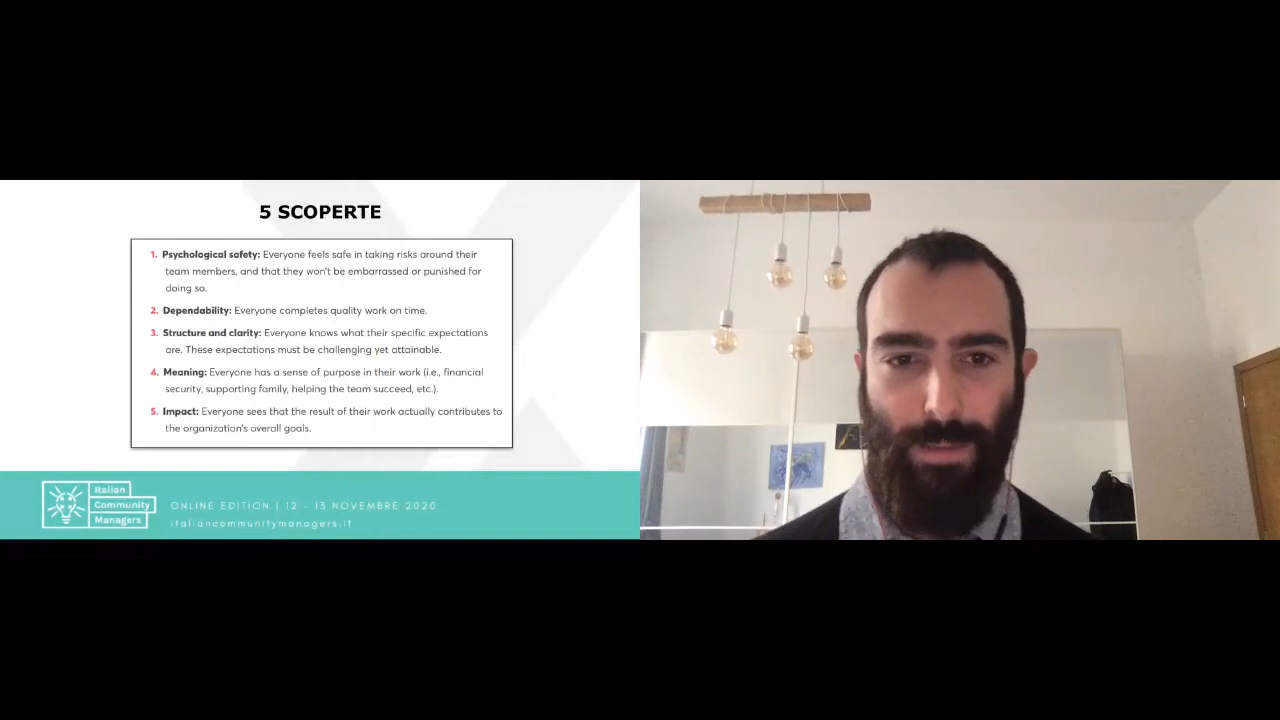 5 SCOPERTE
1. Psychological safety: Everyone feels safe in taking risks around their
team members, and that they won't be embarrassed or punished for
doing so.
2. Dependability: Everyone completes quality work on time.
3. Structure and clarity: Everyone knows what their specific expectations
are. These expectations must be challenging yet attainable.
4. Meaning: Everyone has a sense of purpose in their work (i.e., financial
security, supporting family, helping the team succeed, etc.).
5. Impact: Everyone sees that the result of their work actually contributes to
the organization's overall goals.
Italian
Community
Managers
ONLINE EDITION | 12 - 13 NOVEMBRE 2020
italiancommunitymanagers.it